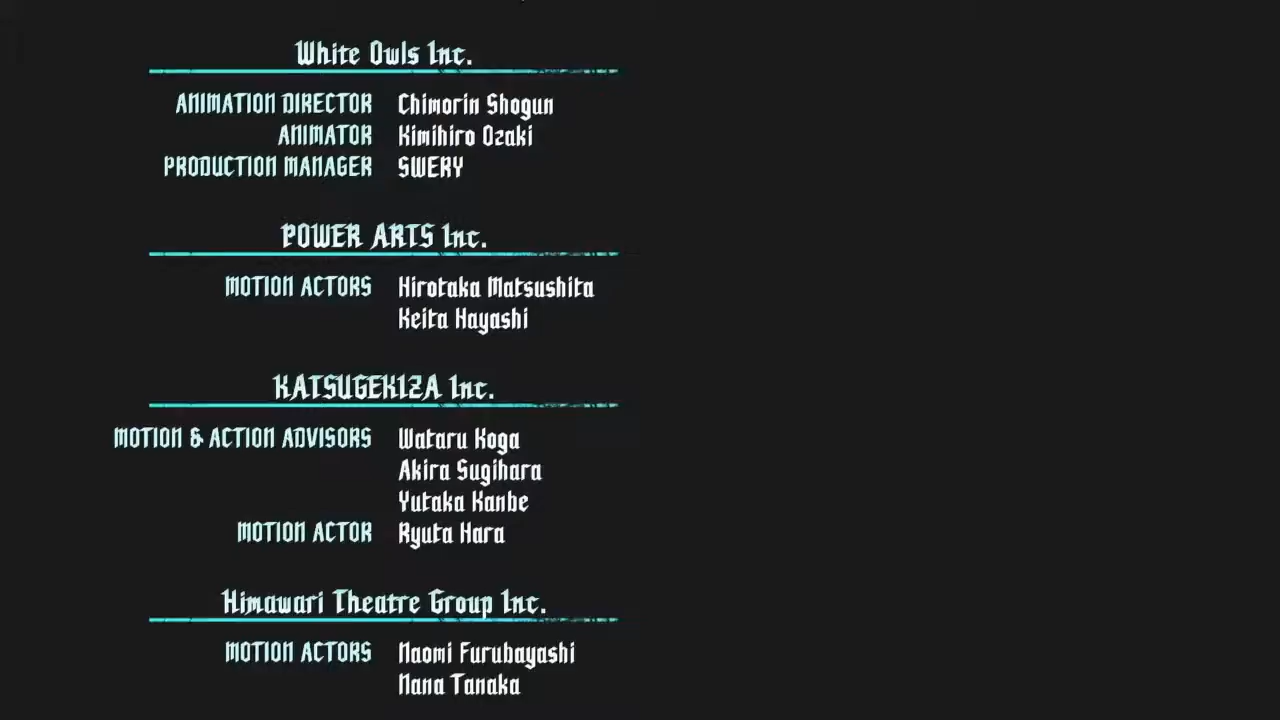 White Owls Inc.
ANIMATION DIRECTOR Chimorin Shogun
ANIMATOR Kimihiro Ozaki
PRODUCTION MANAGER SWERY
POWER ARTS Inc.
MOTION ACTORS Hirotaka Matsushita
Keita Hayashi
KATSUGEKIZA Inc.
MOTION & ACTION ADVISORS Wataru Koga
Akira Sugihara
Yutaka Kanbe
MOTION ACTOR Ryuta Hara
Himawari Theatre Group Inc.
MOTION ACTORS Naomi Furubayashi
Nana Tanaka